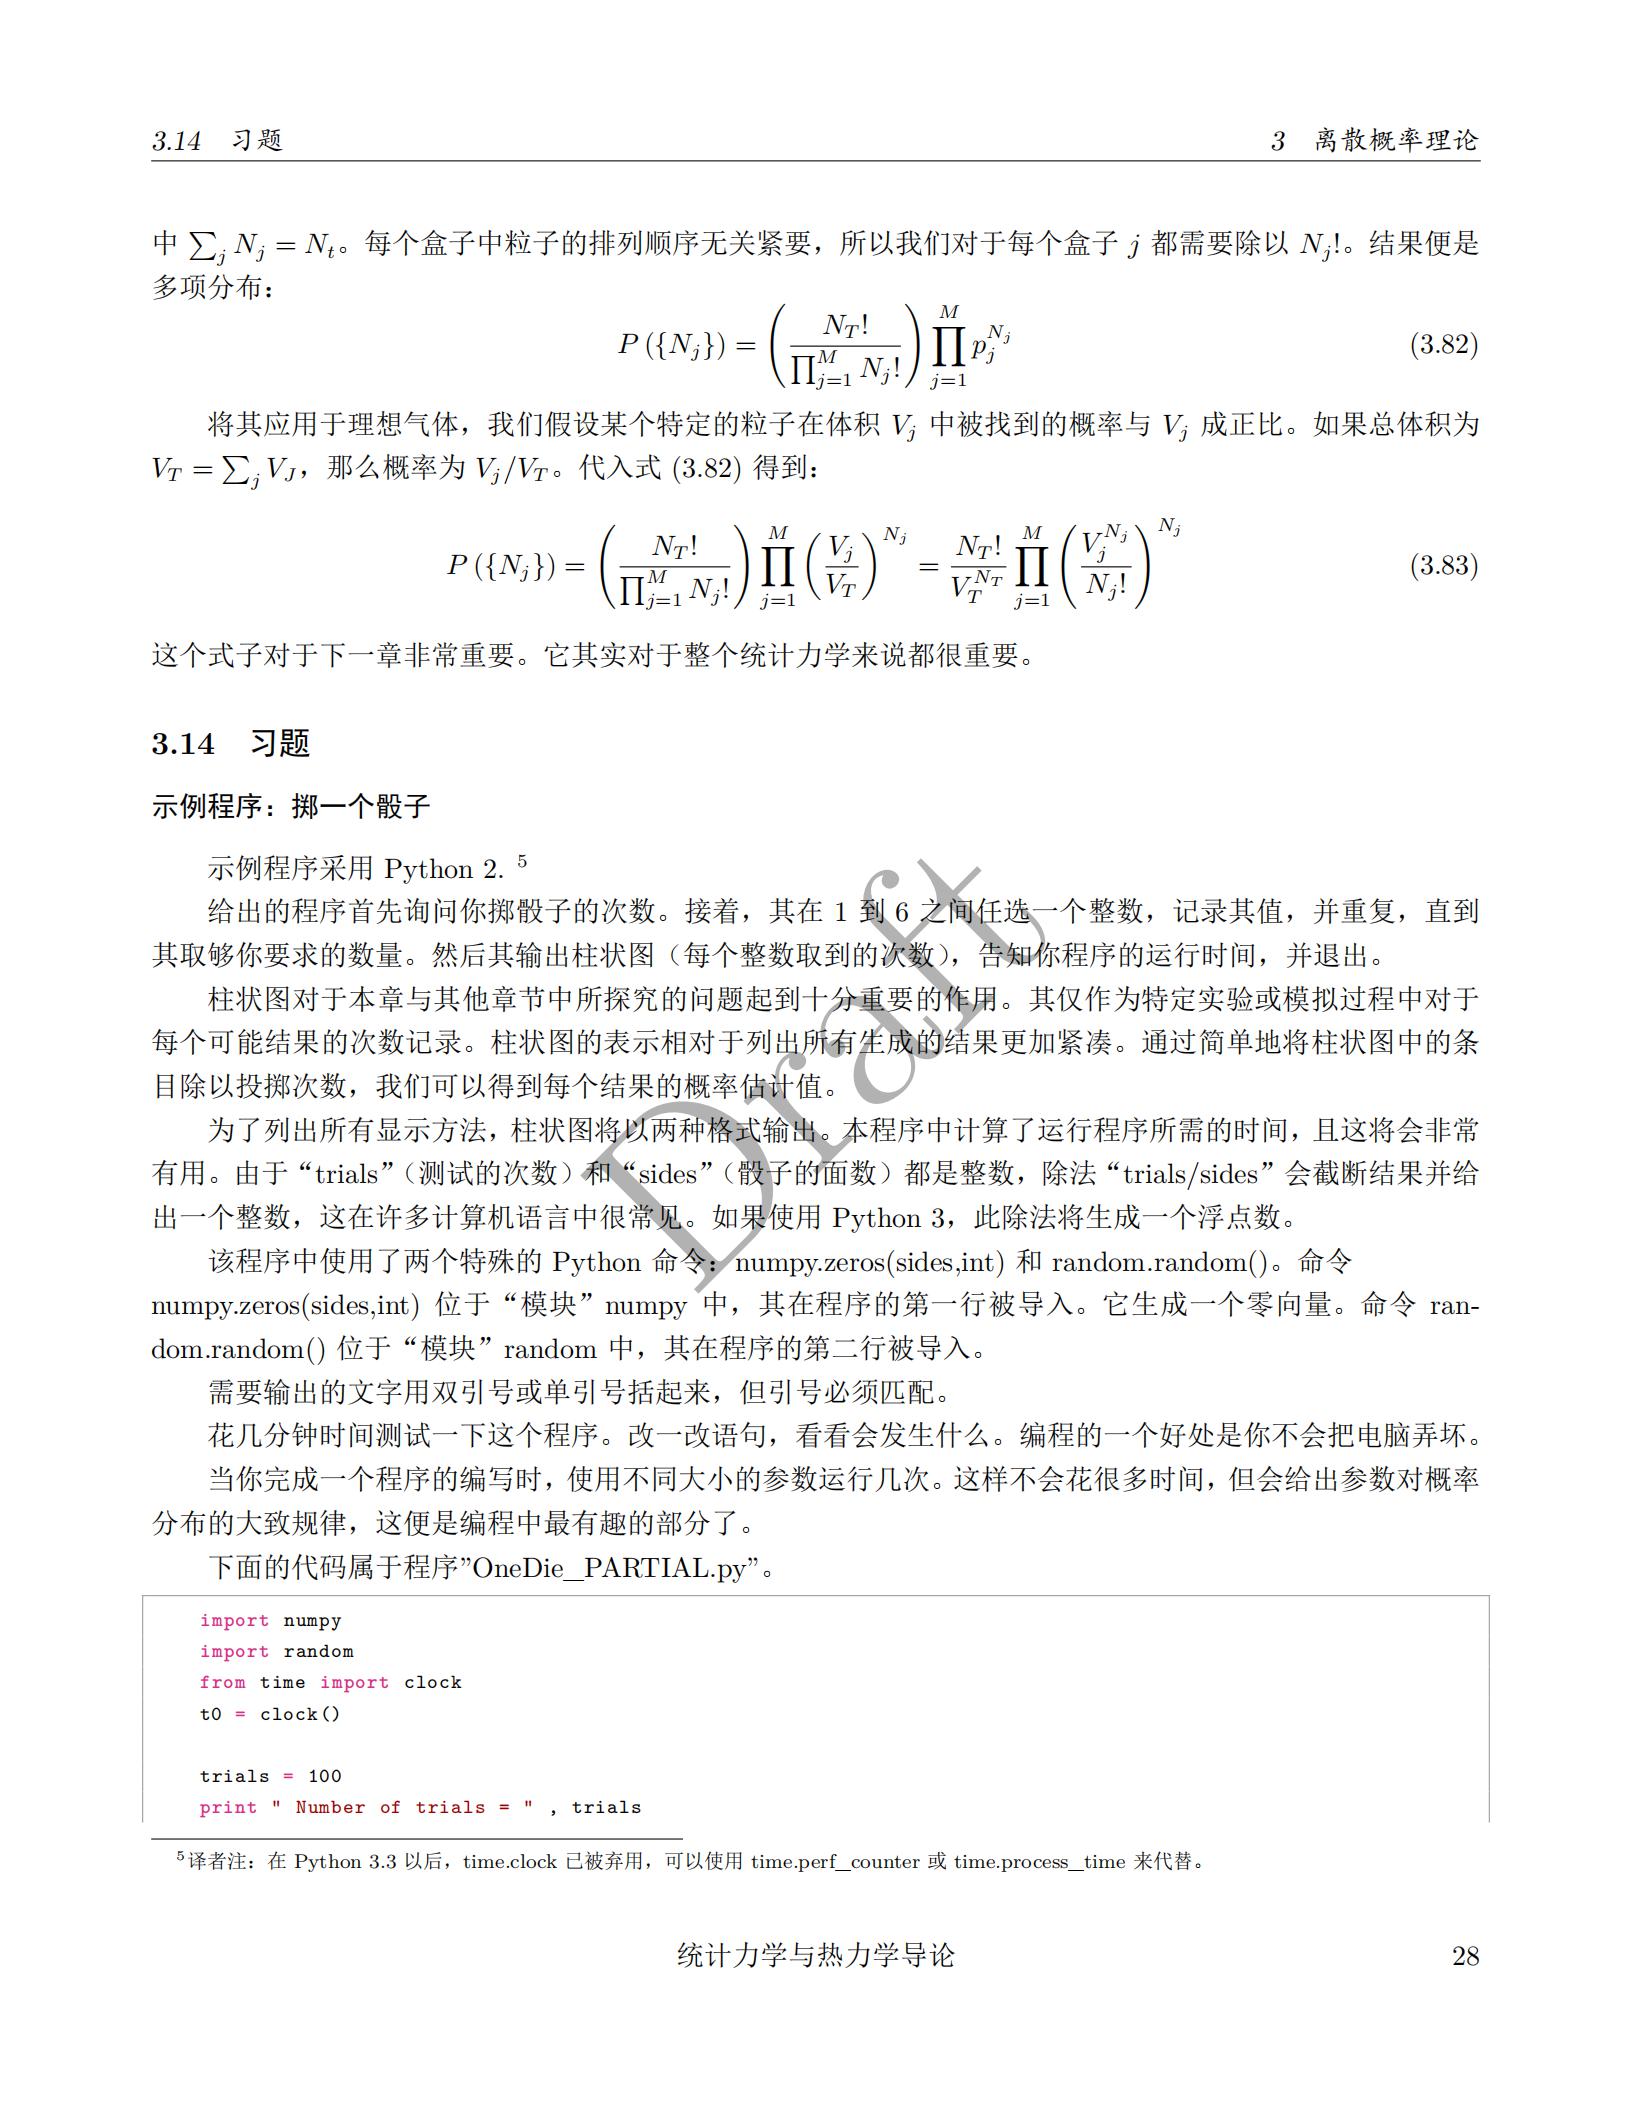 3.14 习题 3 离散概率理论
中 ∑_j N_j = N_t。每个盒子中粒子的排列顺序无关紧要，所以我们对于每个盒子 j 都需要除以 N_j!。结果便是
多项分布：
P({N_j}) = (N_T! / ∏_{j=1}^{M} N_j!) ∏_{j=1}^{M} p_j^{N_j} (3.82)
将其应用于理想气体，我们假设某个特定的粒子在体积 V_j 中被找到的概率与 V_j 成正比。如果总体积为
V_T = ∑_j V_J，那么概率为 V_j/V_T。代入式 (3.82) 得到：
P({N_j}) = (N_T! / ∏_{j=1}^{M} N_j!) ∏_{j=1}^{M} (V_j / V_T)^{N_j} = N_T! / V_T^{N_T} ∏_{j=1}^{M} (V_j^{N_j} / N_j!)^{N_j} (3.83)
这个式子对于下一章非常重要。它其实对于整个统计力学来说都很重要。
3.14 习题
示例程序：掷一个骰子
示例程序采用 Python 2. 5
给出的程序首先询问你掷骰子的次数。接着，其在 1 到 6 之间任选一个整数，记录其值，并重复，直到
其取够你要求的数量。然后其输出柱状图（每个整数取到的次数），告知你程序的运行时间，并退出。
柱状图对于本章与其他章节中所探究的问题起到十分重要的作用。其仅作为特定实验或模拟过程中对于
每个可能结果的次数记录。柱状图的表示相对于列出所有生成的结果更加紧凑。通过简单地将柱状图中的条
目除以投掷次数，我们可以得到每个结果的概率估计值。
为了列出所有显示方法，柱状图将以两种格式输出。本程序中计算了运行程序所需的时间，且这将会非常
有用。由于“trials”（测试的次数）和“sides”（骰子的面数）都是整数，除法“trials/sides”会截断结果并给
出一个整数，这在许多计算机语言中很常见。如果使用 Python 3，此除法将生成一个浮点数。
该程序中使用了两个特殊的 Python 命令：numpy.zeros(sides,int) 和 random.random()。命令
numpy.zeros(sides,int) 位于“模块”numpy 中，其在程序的第一行被导入。它生成一个零向量。命令 ran-
dom.random() 位于“模块”random 中，其在程序的第二行被导入。
需要输出的文字用双引号或单引号括起来，但引号必须匹配。
花几分钟时间测试一下这个程序。改一改语句，看看会发生什么。编程的一个好处是你不会把电脑弄坏。
当你完成一个程序的编写时，使用不同大小的参数运行几次。这样不会花很多时间，但会给出参数对概率
分布的大致规律，这便是编程中最有趣的部分了。
下面的代码属于程序”OneDie_PARTIAL.py”。
import numpy
import random
from time import clock
t0 = clock()
trials = 100
print " Number of trials = " , trials
5译者注：在 Python 3.3 以后，time.clock 已被弃用，可以使用 time.perf_counter 或 time.process_time 来代替。
统计力学与热力学导论 28
Draft